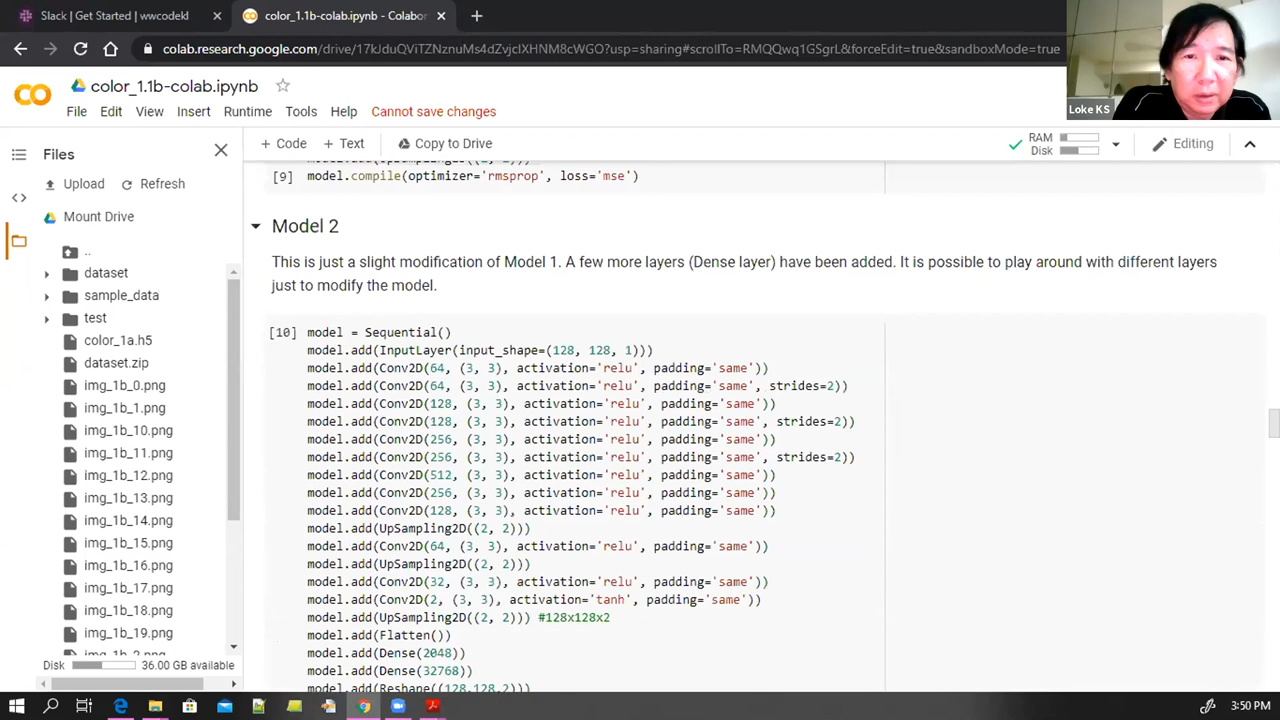 Slack | Get Started | wwcodekl
color_1.1b-colab.ipynb - Colabor
colab.research.google.com/drive/17kJduQViTZNznuMs4dZvjclXHNM8cWGO?usp=sharing#scrollTo=RMQQwq1GSgrL&forceEdit=true&sandboxMode=true
Loke KS
CO
color_1.1b-colab.ipynb
File Edit View Insert Runtime Tools Help Cannot save changes
Files
+ Code + Text Copy to Drive
RAM
Disk
Editing
Upload Refresh
Mount Drive
..
dataset
sample_data
test
color_1a.h5
dataset.zip
img_1b_0.png
img_1b_1.png
img_1b_10.png
img_1b_11.png
img_1b_12.png
img_1b_13.png
img_1b_14.png
img_1b_15.png
img_1b_16.png
img_1b_17.png
img_1b_18.png
img_1b_19.png
Disk 36.00 GB available
[9] model.compile(optimizer='rmsprop', loss='mse')
Model 2
This is just a slight modification of Model 1. A few more layers (Dense layer) have been added. It is possible to play around with different layers
just to modify the model.
[10] model = Sequential()
model.add(InputLayer(input_shape=(128, 128, 1)))
model.add(Conv2D(64, (3, 3), activation='relu', padding='same'))
model.add(Conv2D(64, (3, 3), activation='relu', padding='same', strides=2))
model.add(Conv2D(128, (3, 3), activation='relu', padding='same'))
model.add(Conv2D(128, (3, 3), activation='relu', padding='same', strides=2))
model.add(Conv2D(256, (3, 3), activation='relu', padding='same'))
model.add(Conv2D(256, (3, 3), activation='relu', padding='same', strides=2))
model.add(Conv2D(512, (3, 3), activation='relu', padding='same'))
model.add(Conv2D(256, (3, 3), activation='relu', padding='same'))
model.add(Conv2D(128, (3, 3), activation='relu', padding='same'))
model.add(UpSampling2D((2, 2)))
model.add(Conv2D(64, (3, 3), activation='relu', padding='same'))
model.add(UpSampling2D((2, 2)))
model.add(Conv2D(32, (3, 3), activation='relu', padding='same'))
model.add(Conv2D(2, (3, 3), activation='tanh', padding='same'))
model.add(UpSampling2D((2, 2))) #128x128x2
model.add(Flatten())
model.add(Dense(2048))
model.add(Dense(32768))
model.add(Reshape((128,128,2)))
3:50 PM